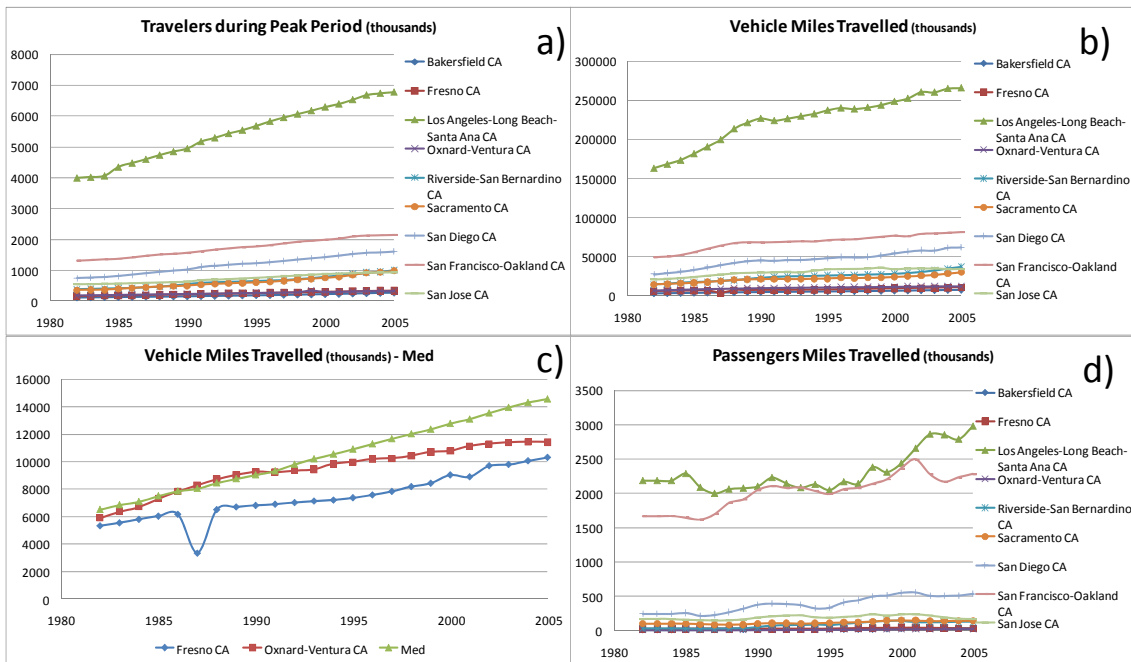 Travelers during Peak Period (thousands)
a)
8000
7000
6000
5000
4000
3000
2000
1000
0
1980 1985 1990 1995 2000 2005
Bakersfield CA
Fresno CA
Los Angeles-Long Beach-
Santa Ana CA
Oxnard-Ventura CA
Riverside-San Bernardino
CA
Sacramento CA
San Diego CA
San Francisco-Oakland CA
San Jose CA
Vehicle Miles Travelled (thousands)
b)
300000
250000
200000
150000
100000
50000
0
1980 1985 1990 1995 2000 2005
Bakersfield CA
Fresno CA
Los Angeles-Long Beach-
Santa Ana CA
Oxnard-Ventura CA
Riverside-San Bernardino
CA
Sacramento CA
San Diego CA
San Francisco-Oakland
CA
San Jose CA
Vehicle Miles Travelled (thousands) - Med
c)
16000
14000
12000
10000
8000
6000
4000
2000
0
1980 1985 1990 1995 2000 2005
Fresno CA Oxnard-Ventura CA Med
Passengers Miles Travelled (thousands)
d)
3500
3000
2500
2000
1500
1000
500
0
1980 1985 1990 1995 2000 2005
Bakersfield CA
Fresno CA
Los Angeles-Long Beach-
Santa Ana CA
Oxnard-Ventura CA
Riverside-San Bernardino
CA
Sacramento CA
San Diego CA
San Francisco-Oakland
CA
San Jose CA